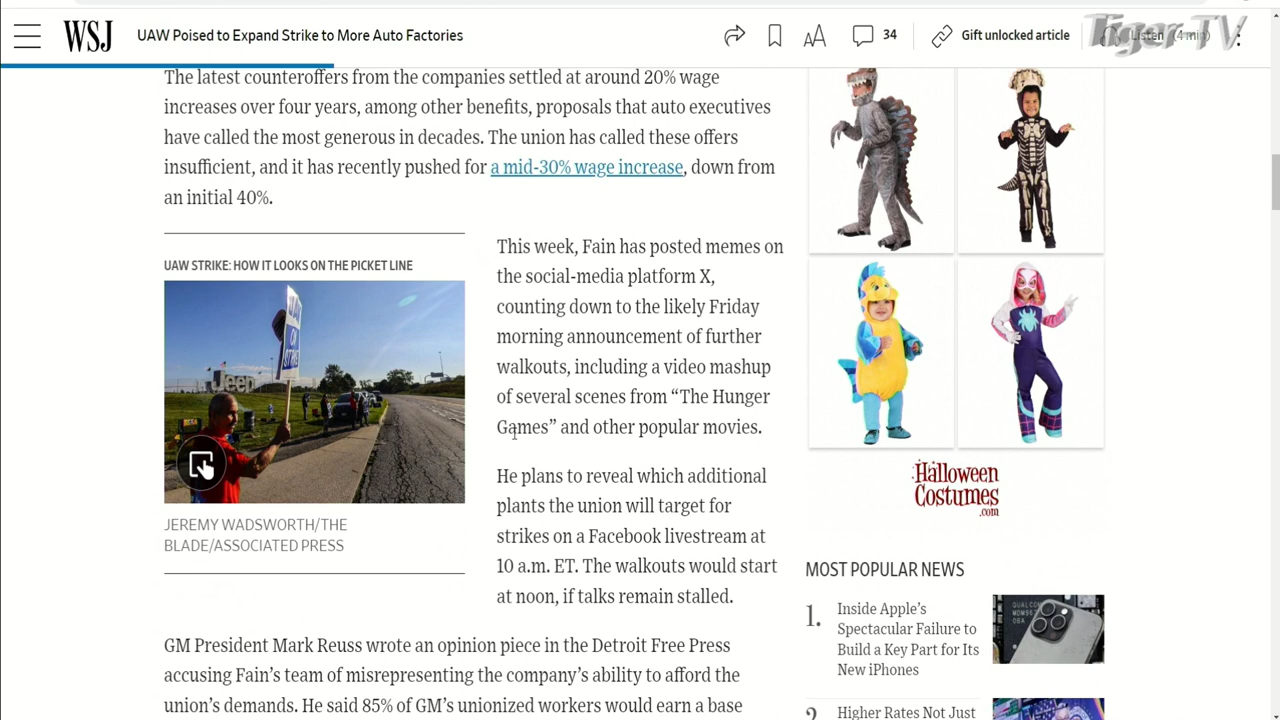 WSJ
UAW Poised to Expand Strike to More Auto Factories
34
Gift unlocked article
Listen (4 min)
Tiger TV
The latest counteroffers from the companies settled at around 20% wage
increases over four years, among other benefits, proposals that auto executives
have called the most generous in decades. The union has called these offers
insufficient, and it has recently pushed for a mid-30% wage increase, down from
an initial 40%.
UAW STRIKE: HOW IT LOOKS ON THE PICKET LINE
Jeep
JEREMY WADSWORTH/THE
BLADE/ASSOCIATED PRESS
This week, Fain has posted memes on
the social-media platform X,
counting down to the likely Friday
morning announcement of further
walkouts, including a video mashup
of several scenes from “The Hunger
Games” and other popular movies.
He plans to reveal which additional
plants the union will target for
strikes on a Facebook livestream at
10 a.m. ET. The walkouts would start
at noon, if talks remain stalled.
GM President Mark Reuss wrote an opinion piece in the Detroit Free Press
accusing Fain’s team of misrepresenting the company’s ability to afford the
union’s demands. He said 85% of GM’s unionized workers would earn a base
Halloween
Costumes
.com
MOST POPULAR NEWS
1.
Inside Apple’s
Spectacular Failure to
Build a Key Part for Its
New iPhones
2.
Higher Rates Not Just